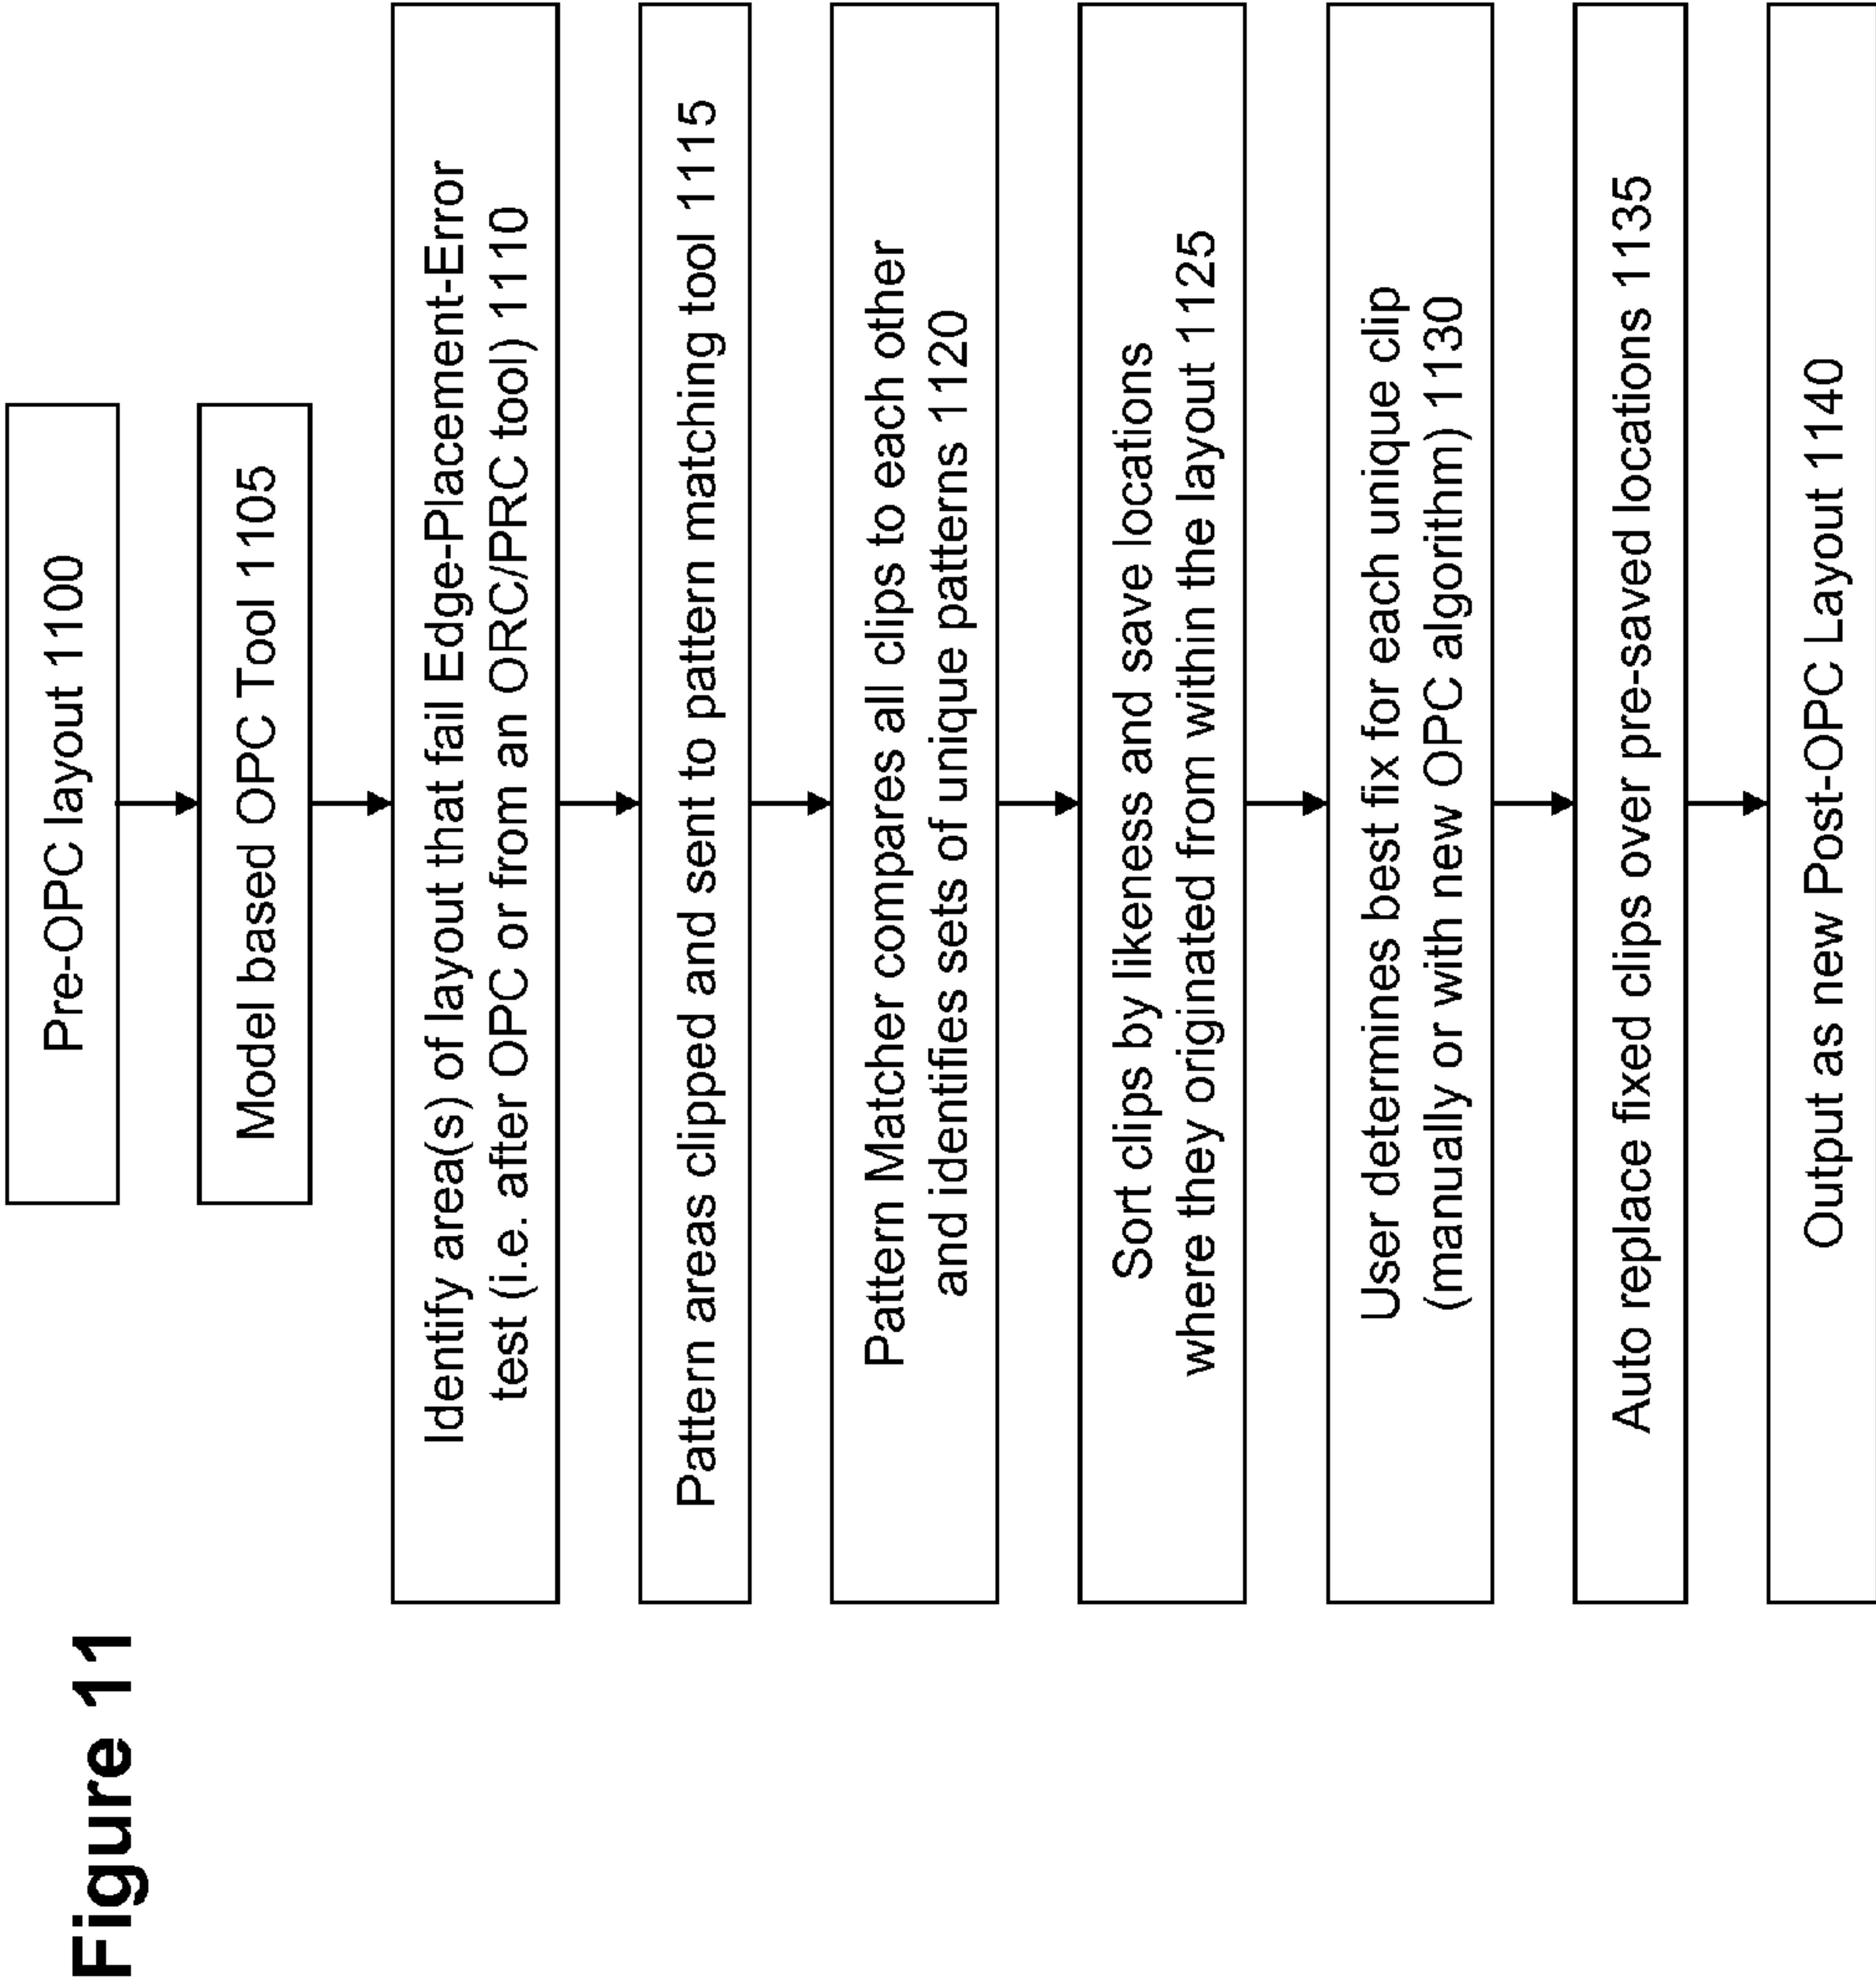 Figure 11
Pre-OPC layout 1100
Model based OPC Tool 1105
Identify area(s) of layout that fail Edge-Placement-Error
test (i.e. after OPC or from an ORC/PRC tool) 1110
Pattern areas clipped and sent to pattern matching tool 1115
Pattern Matcher compares all clips to each other
and identifies sets of unique patterns 1120
Sort clips by likeness and save locations
where they originated from within the layout 1125
User determines best fix for each unique clip
(manually or with new OPC algorithm) 1130
Auto replace fixed clips over pre-saved locations 1135
Output as new Post-OPC Layout 1140